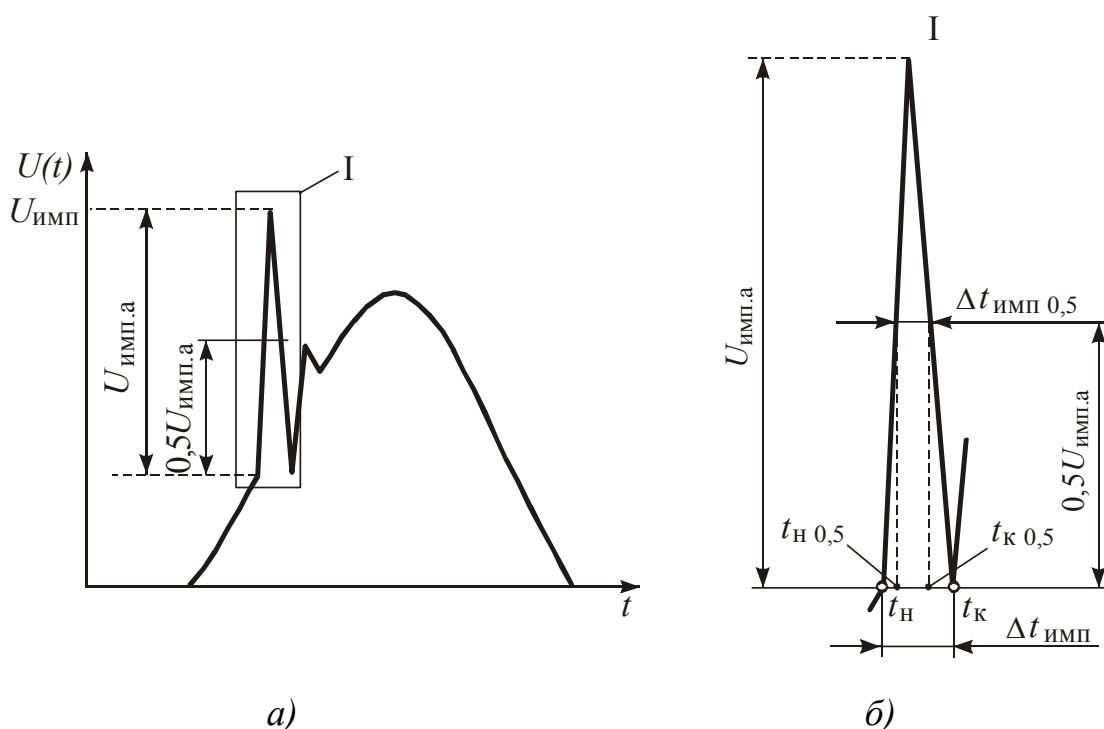 U(t)
Uимп
Uимп.а
0,5Uимп.а
I
t
а)
I
Uимп.а
Δtимп 0,5
0,5Uимп.а
tн 0,5
tк 0,5
tн
tк
Δtимп
б)